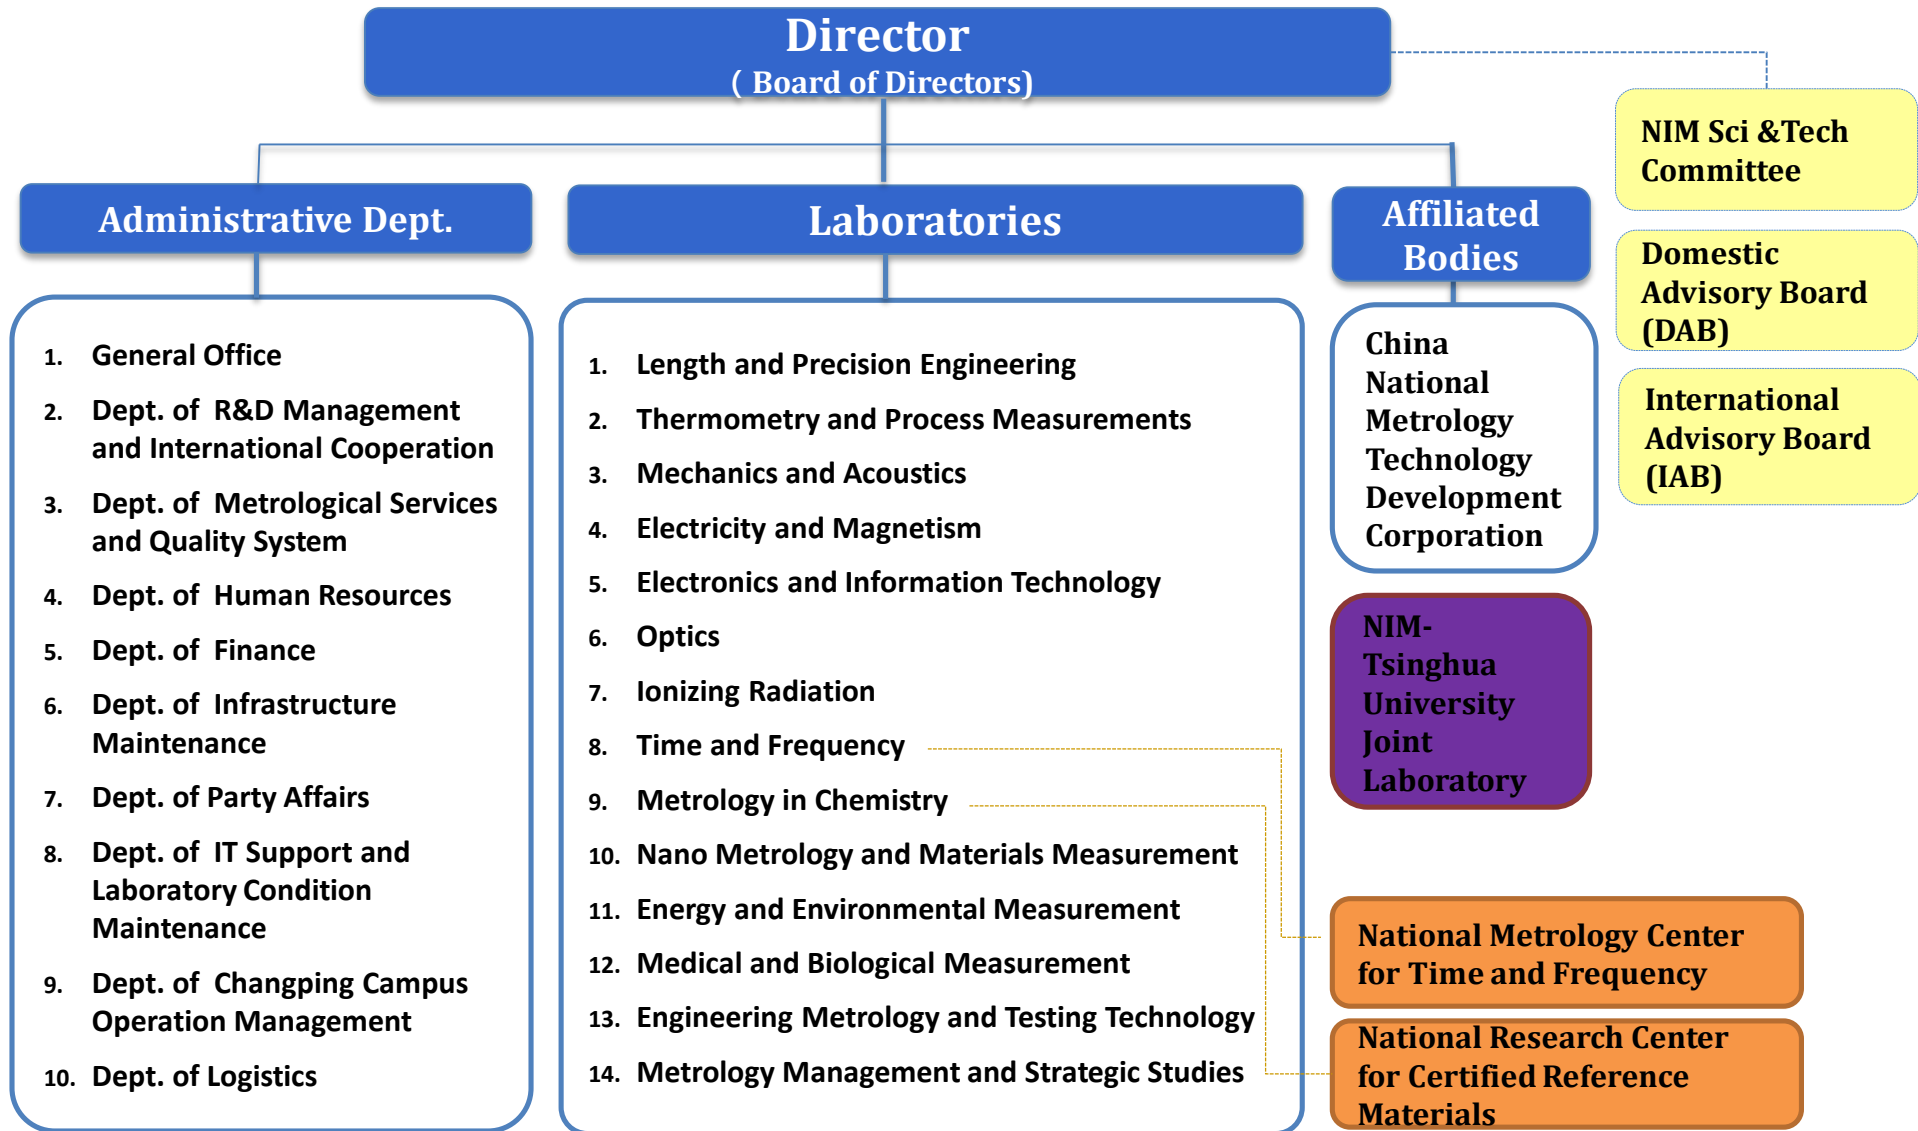 Director
( Board of Directors)
NIM Sci &Tech
Committee
Domestic
Advisory Board
(DAB)
International
Advisory Board
(IAB)
Administrative Dept.
1. General Office
2. Dept. of R&D Management
and International Cooperation
3. Dept. of Metrological Services
and Quality System
4. Dept. of Human Resources
5. Dept. of Finance
6. Dept. of Infrastructure
Maintenance
7. Dept. of Party Affairs
8. Dept. of IT Support and
Laboratory Condition
Maintenance
9. Dept. of Changping Campus
Operation Management
10. Dept. of Logistics
Laboratories
1. Length and Precision Engineering
2. Thermometry and Process Measurements
3. Mechanics and Acoustics
4. Electricity and Magnetism
5. Electronics and Information Technology
6. Optics
7. Ionizing Radiation
8. Time and Frequency
9. Metrology in Chemistry
10. Nano Metrology and Materials Measurement
11. Energy and Environmental Measurement
12. Medical and Biological Measurement
13. Engineering Metrology and Testing Technology
14. Metrology Management and Strategic Studies
Affiliated
Bodies
China
National
Metrology
Technology
Development
Corporation
NIM-
Tsinghua
University
Joint
Laboratory
National Metrology Center
for Time and Frequency
National Research Center
for Certified Reference
Materials